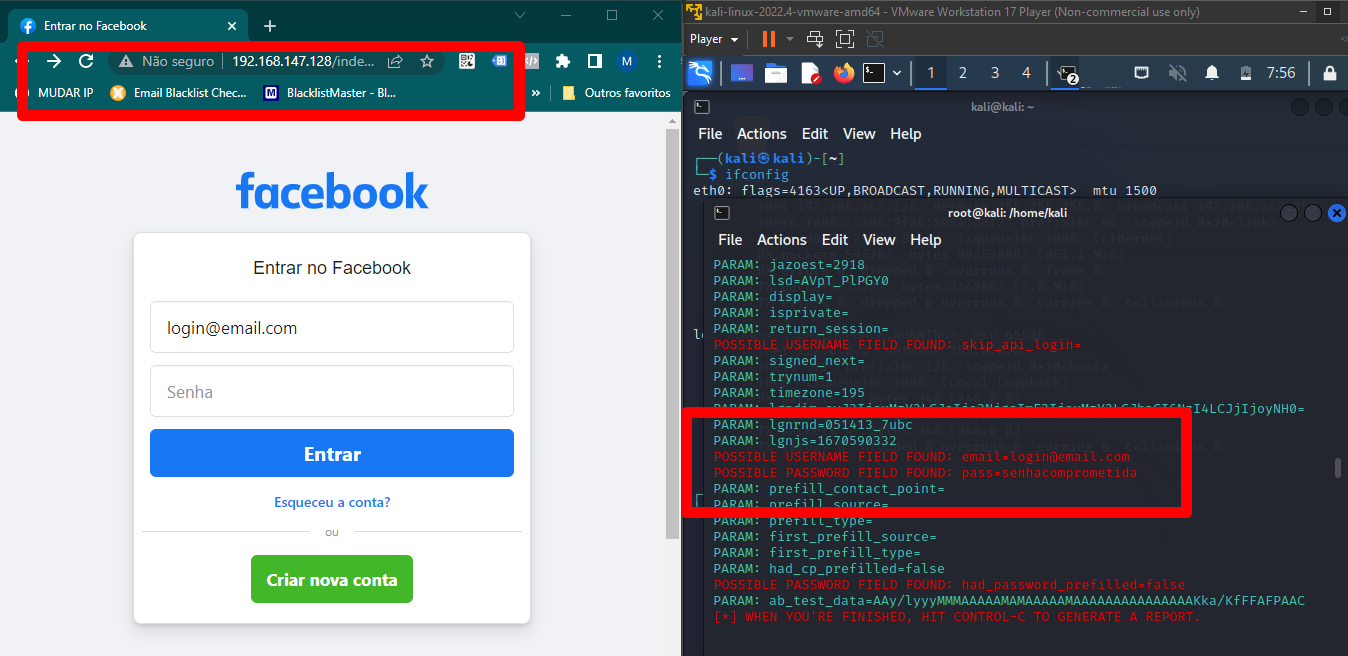 Entrar no Facebook
Não seguro
192.168.147.128/inde...
M
MUDAR IP
Email Blacklist Chec...
BlacklistMaster - Bl...
»
Outros favoritos
facebook
Entrar no Facebook
login@email.com
Senha
Entrar
Esqueceu a conta?
ou
Criar nova conta
kali-linux-2022.4-vmware-amd64 - VMware Workstation 17 Player (Non-commercial use only)
Player
1 2 3 4
2
7:56
kali@kali: ~
File Actions Edit View Help
(kali㉿kali)-[~]
$ ifconfig
eth0: flags=4163<UP,BROADCAST,RUNNING,MULTICAST> mtu 1500
root@kali: /home/kali
File Actions Edit View Help
PARAM: jazoest=2918
PARAM: lsd=AVpT_PlPGY0
PARAM: display=
PARAM: isprivate=
PARAM: return_session=
POSSIBLE USERNAME FIELD FOUND: skip_api_login=
PARAM: signed_next=
PARAM: trynum=1
PARAM: timezone=195
PARAM: lgnrnd=051413_7ubc
PARAM: lgnjs=1670590332
POSSIBLE USERNAME FIELD FOUND: email=login@email.com
POSSIBLE PASSWORD FIELD FOUND: pass=senhacomprometida
PARAM: prefill_contact_point=
PARAM: prefill_source=
PARAM: prefill_type=
PARAM: first_prefill_source=
PARAM: first_prefill_type=
PARAM: had_cp_prefilled=false
POSSIBLE PASSWORD FIELD FOUND: had_password_prefilled=false
PARAM: ab_test_data=AAy/lyyyMMMAAAAAMAMAAAAAMAAAAAAAAAAAAAAAKka/KfFFAFPAAC
[*] WHEN YOU'RE FINISHED, HIT CONTROL-C TO GENERATE A REPORT.